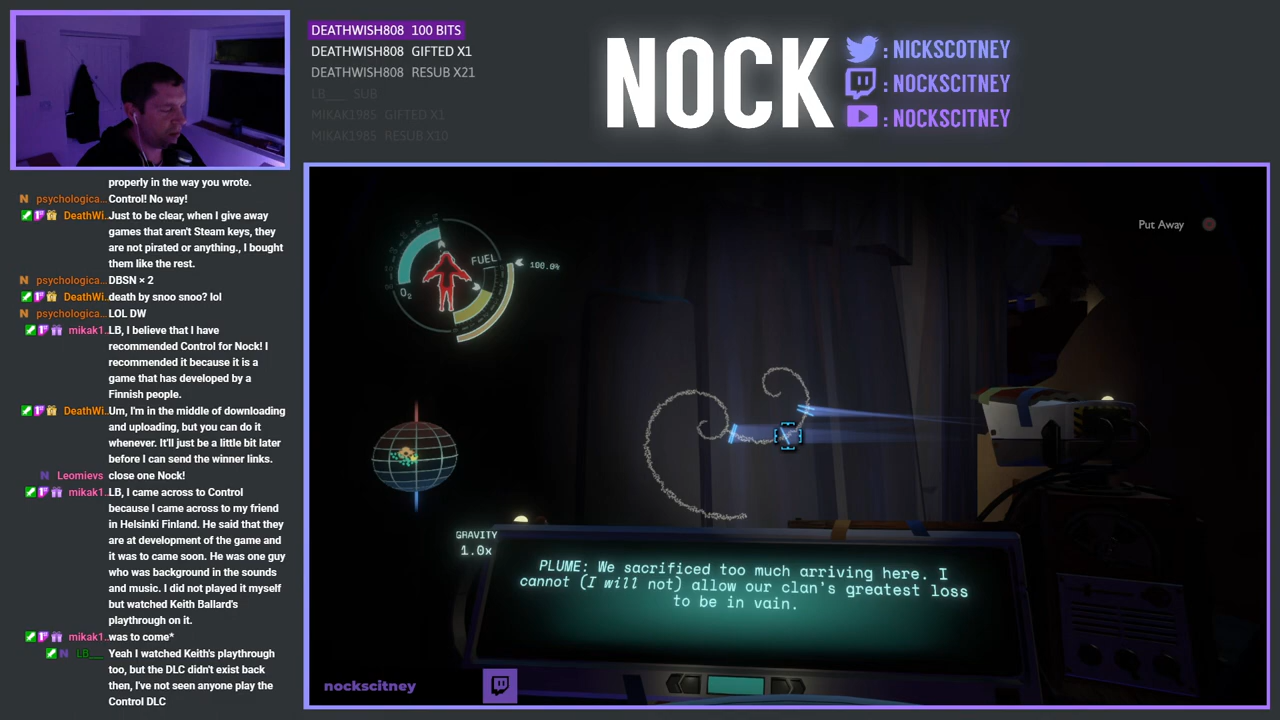 DEATHWISH808 100 BITS
DEATHWISH808 GIFTED X1
DEATHWISH808 RESUB X21
LB___ SUB
MIKAK1985 GIFTED X1
MIKAK1985 RESUB X10
NOCK
: NICKSCOTNEY
: NOCKSCITNEY
: NOCKSCITNEY
properly in the way you wrote.
N psychologica... Control! No way!
DeathWi... Just to be clear, when I give away
games that aren't Steam keys, they
are not pirated or anything., I bought
them like the rest.
N psychologica... DBSN × 2
DeathWi... death by snoo snoo? lol
N psychologica... LOL DW
mikak1... LB, I believe that I have
recommended Control for Nock! I
recommended it because it is a
game that has developed by a
Finnish people.
DeathWi... Um, I'm in the middle of downloading
and uploading, but you can do it
whenever. It'll just be a little bit later
before I can send the winner links.
N Leomievs close one Nock!
mikak1... LB, I came across to Control
because I came across to my friend
in Helsinki Finland. He said that they
are at development of the game and
it was to came soon. He was one guy
who was background in the sounds
and music. I did not played it myself
but watched Keith Ballard's
playthrough on it.
mikak1... was to come*
N LB___ Yeah I watched Keith's playthrough
too, but the DLC didn't exist back
then, I've not seen anyone play the
Control DLC
Put Away
FUEL
100.0%
O2
GRAVITY
1.0x
PLUME: We sacrificed too much arriving here. I
cannot (I will not) allow our clan's greatest loss
to be in vain.
nockscitney